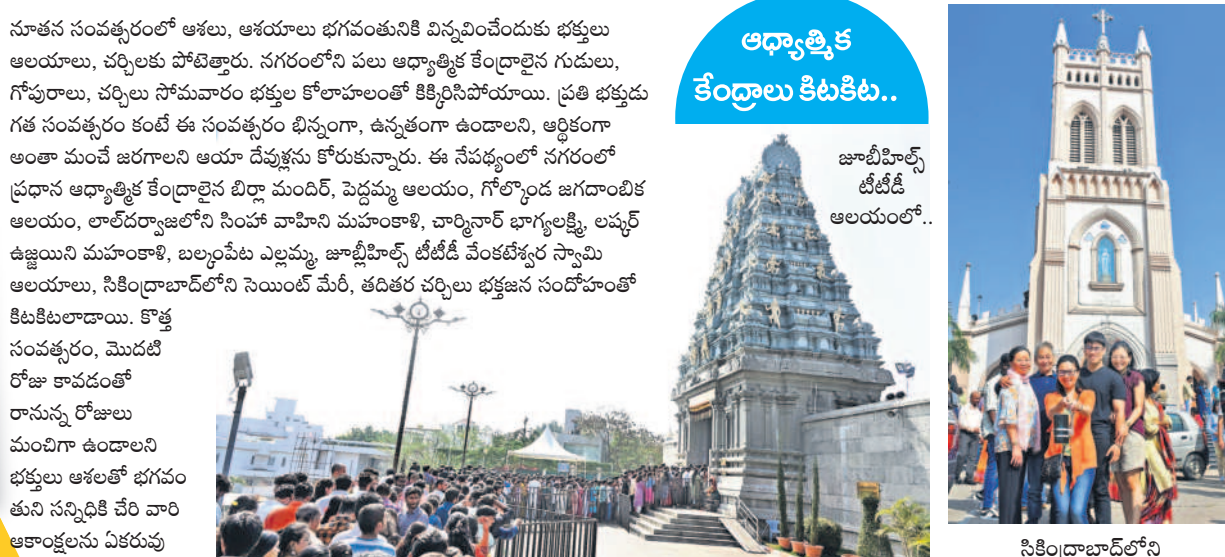 నూతన సంవత్సరంలో ఆశలు, ఆశయాలు భగవంతునికి విన్నవించేందుకు భక్తులు
ఆలయాలు, చర్చిలకు పోటెత్తారు. నగరంలోని పలు ఆధ్యాత్మిక కేంద్రాలైన గుడులు,
గోపురాలు, చర్చిలు సోమవారం భక్తుల కోలాహలంతో కిక్కిరిసిపోయాయి. ప్రతి భక్తుడు
గత సంవత్సరం కంటే ఈ సంవత్సరం భిన్నంగా, ఉన్నతంగా ఉండాలని, ఆర్థికంగా
అంతా మంచే జరగాలని ఆయా దేవుళ్లను కోరుకున్నారు. ఈ నేపథ్యంలో నగరంలో
ప్రధాన ఆధ్యాత్మిక కేంద్రాలైన బిర్లా మందిర్, పెద్దమ్మ ఆలయం, గోల్కొండ జగదాంబిక
ఆలయం, లాల్‌దర్వాజలోని సింహా వాహిని మహంకాళి, చార్మినార్ భాగ్యలక్ష్మి, లష్కర్
ఉజ్జయిని మహంకాళి, బల్కంపేట ఎల్లమ్మ, జూబ్లీహిల్స్ టీటీడీ వేంకటేశ్వర స్వామి
ఆలయాలు, సికింద్రాబాద్‌లోని సెయింట్ మేరీ, తదితర చర్చిలు భక్తజన సందోహంతో
కిటకిటలాడాయి. కొత్త
సంవత్సరం, మొదటి
రోజు కావడంతో
రానున్న రోజులు
మంచిగా ఉండాలని
భక్తులు ఆశలతో భగవం
తుని సన్నిధికి చేరి వారి
ఆకాంక్షలను ఏకరువు
ఆధ్యాత్మిక
కేంద్రాలు కిటకిట..
జూబీహిల్స్
టీటీడీ
ఆలయంలో..
సికింద్రాబాద్‌లోని